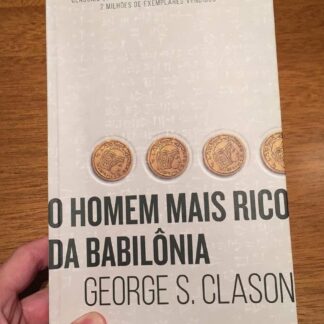 2 MILHÕES DE EXEMPLARES VENDIDOS
O HOMEM MAIS RICO
DA BABILÔNIA
GEORGE S. CLASON